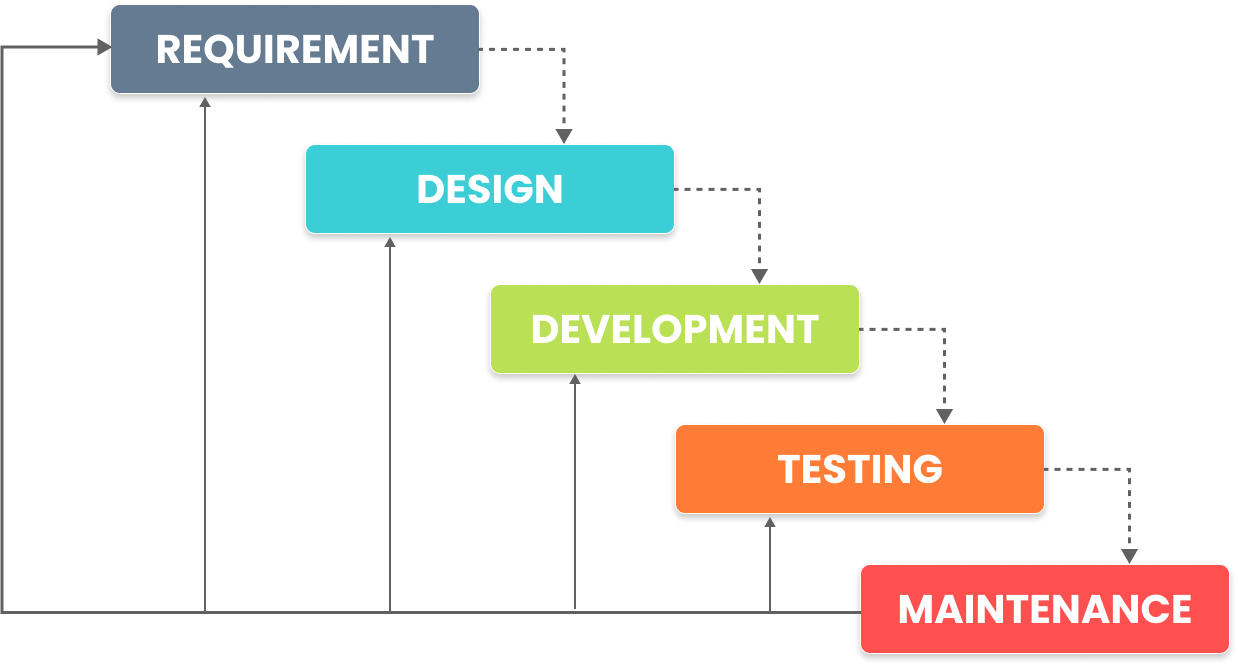 REQUIREMENT
DESIGN
DEVELOPMENT
TESTING
MAINTENANCE